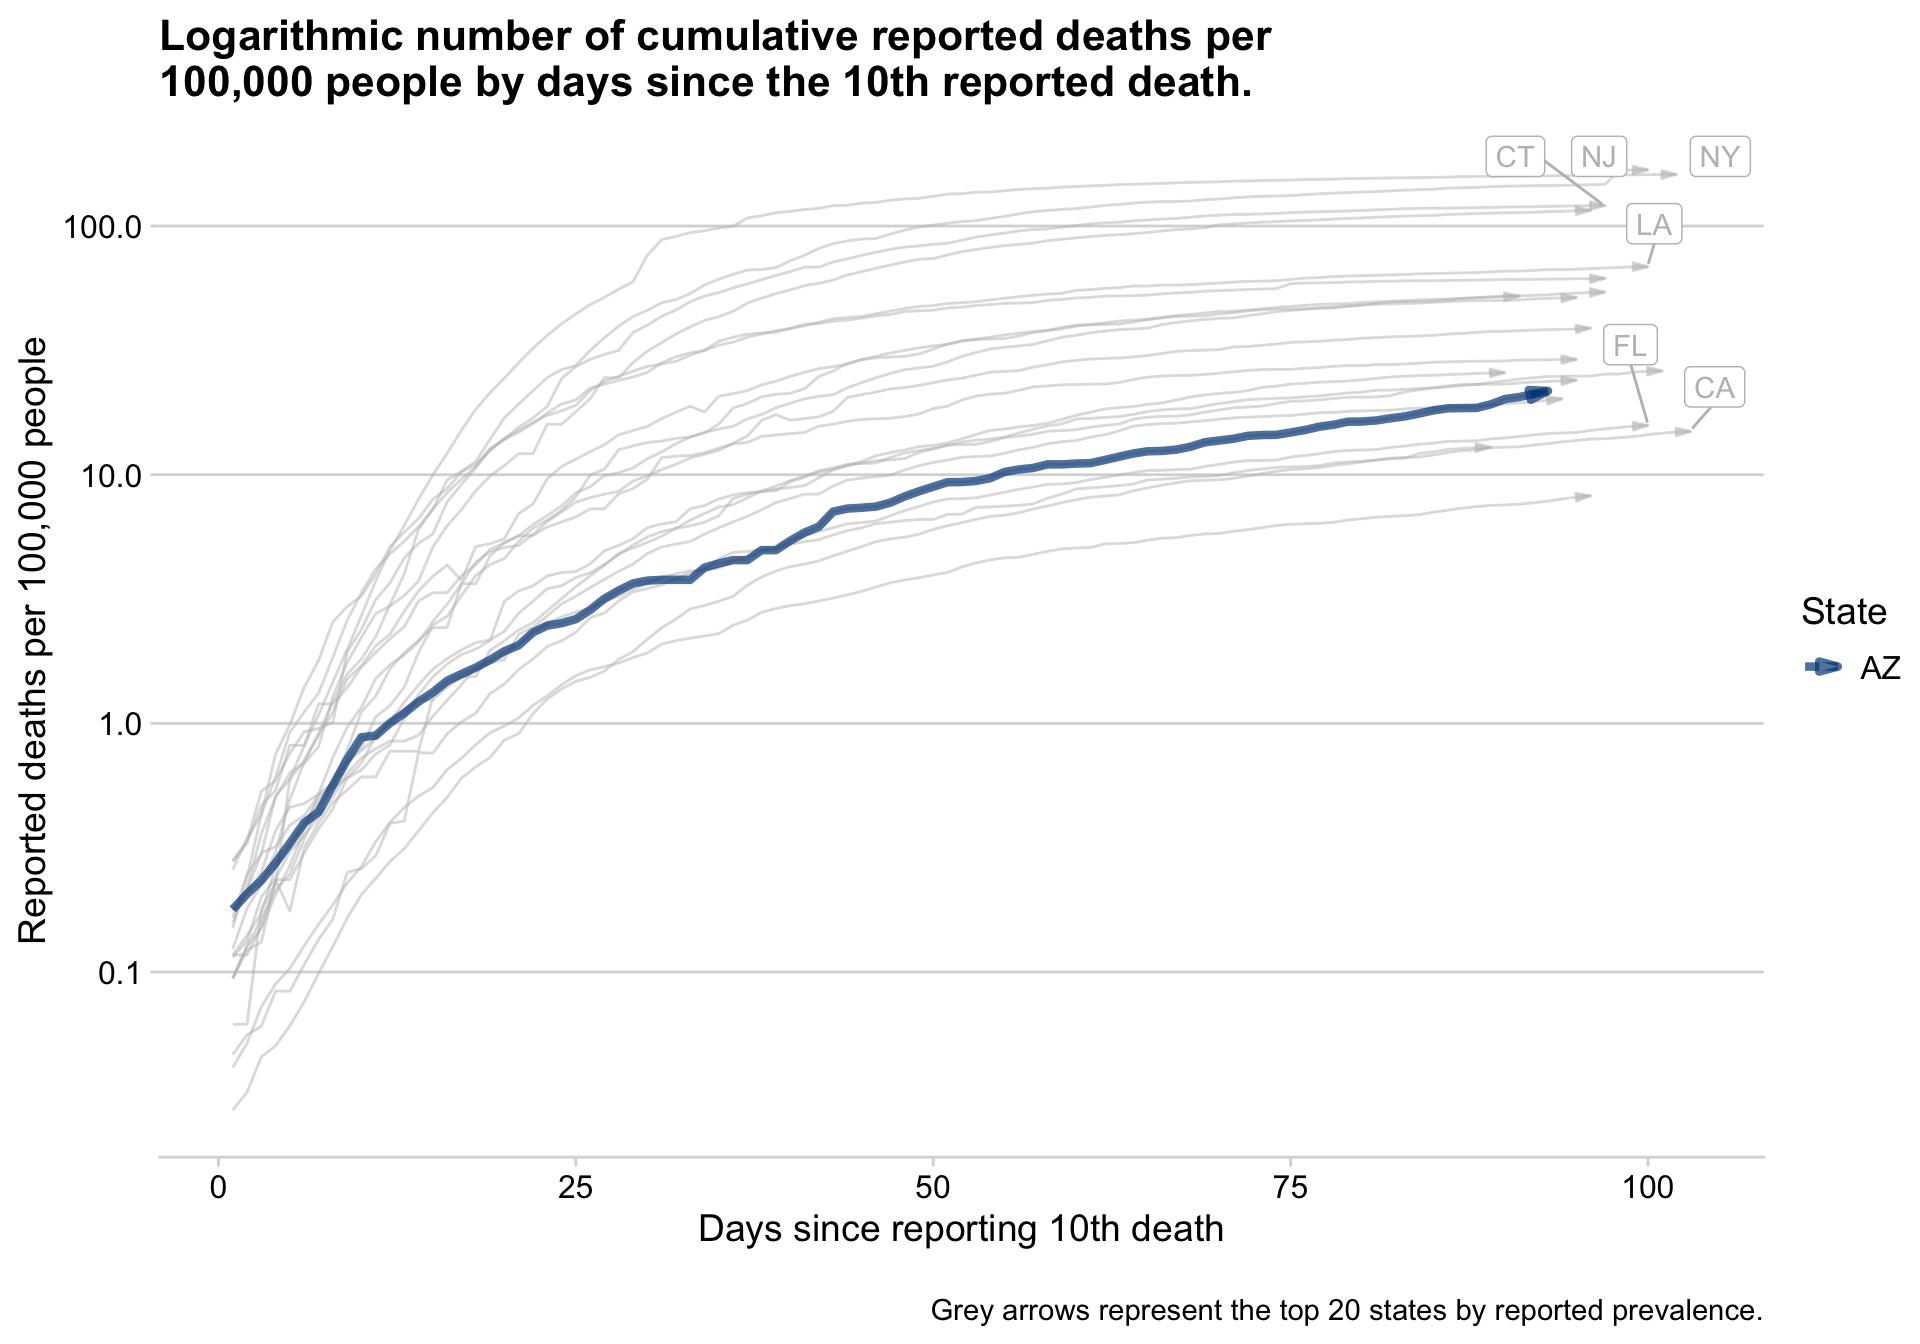 Logarithmic number of cumulative reported deaths per
100,000 people by days since the 10th reported death.
CT
NJ
NY
LA
FL
CA
100.0
10.0
1.0
0.1
Reported deaths per 100,000 people
0
25
50
75
100
Days since reporting 10th death
State
AZ
Grey arrows represent the top 20 states by reported prevalence.